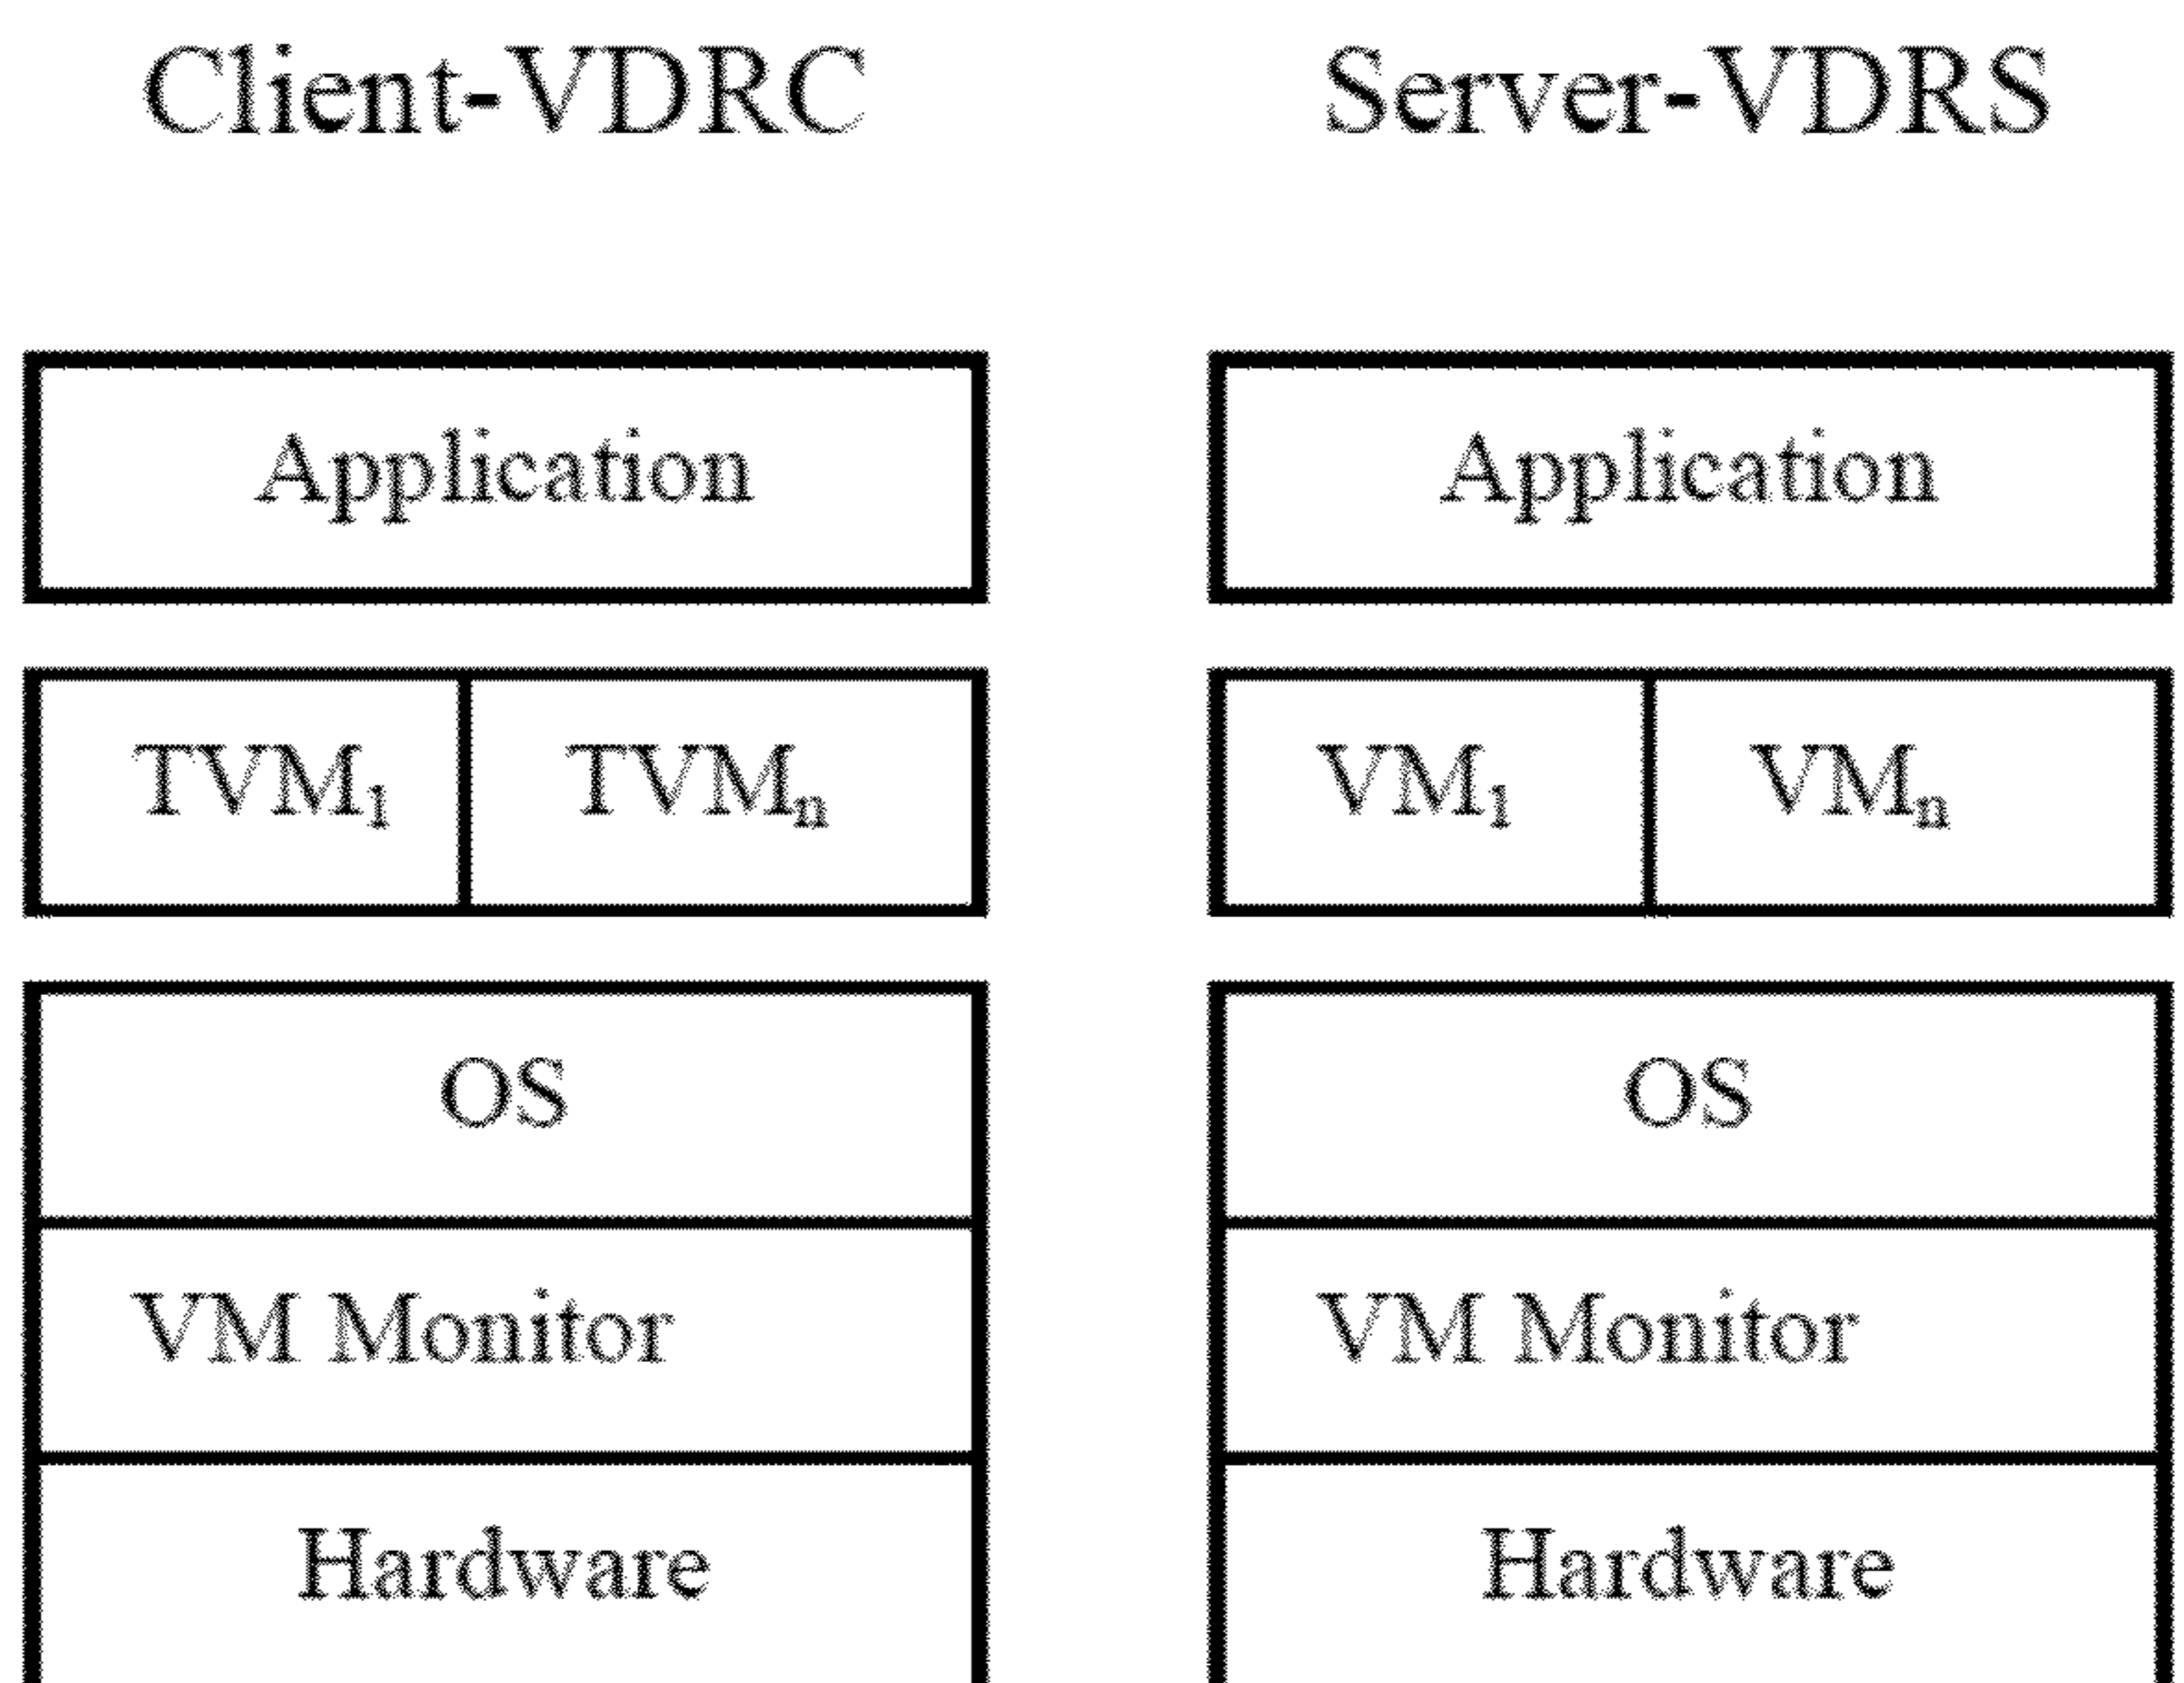 Client-VDRC Server-VDRS
Application Application
TVM₁ TVMₙ VM₁ VMₙ
OS OS
VM Monitor VM Monitor
Hardware Hardware